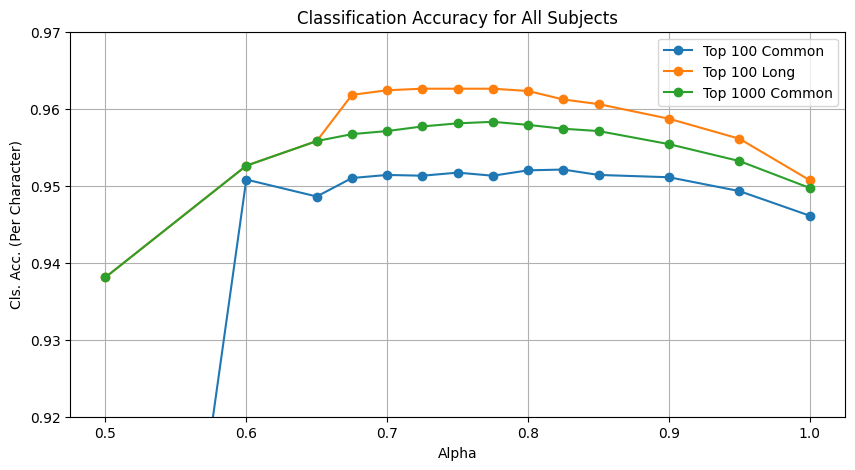 Classification Accuracy for All Subjects
Top 100 Common
Top 100 Long
Top 1000 Common
Cls. Acc. (Per Character)
0.97
0.96
0.95
0.94
0.93
0.92
0.5 0.6 0.7 0.8 0.9 1.0
Alpha